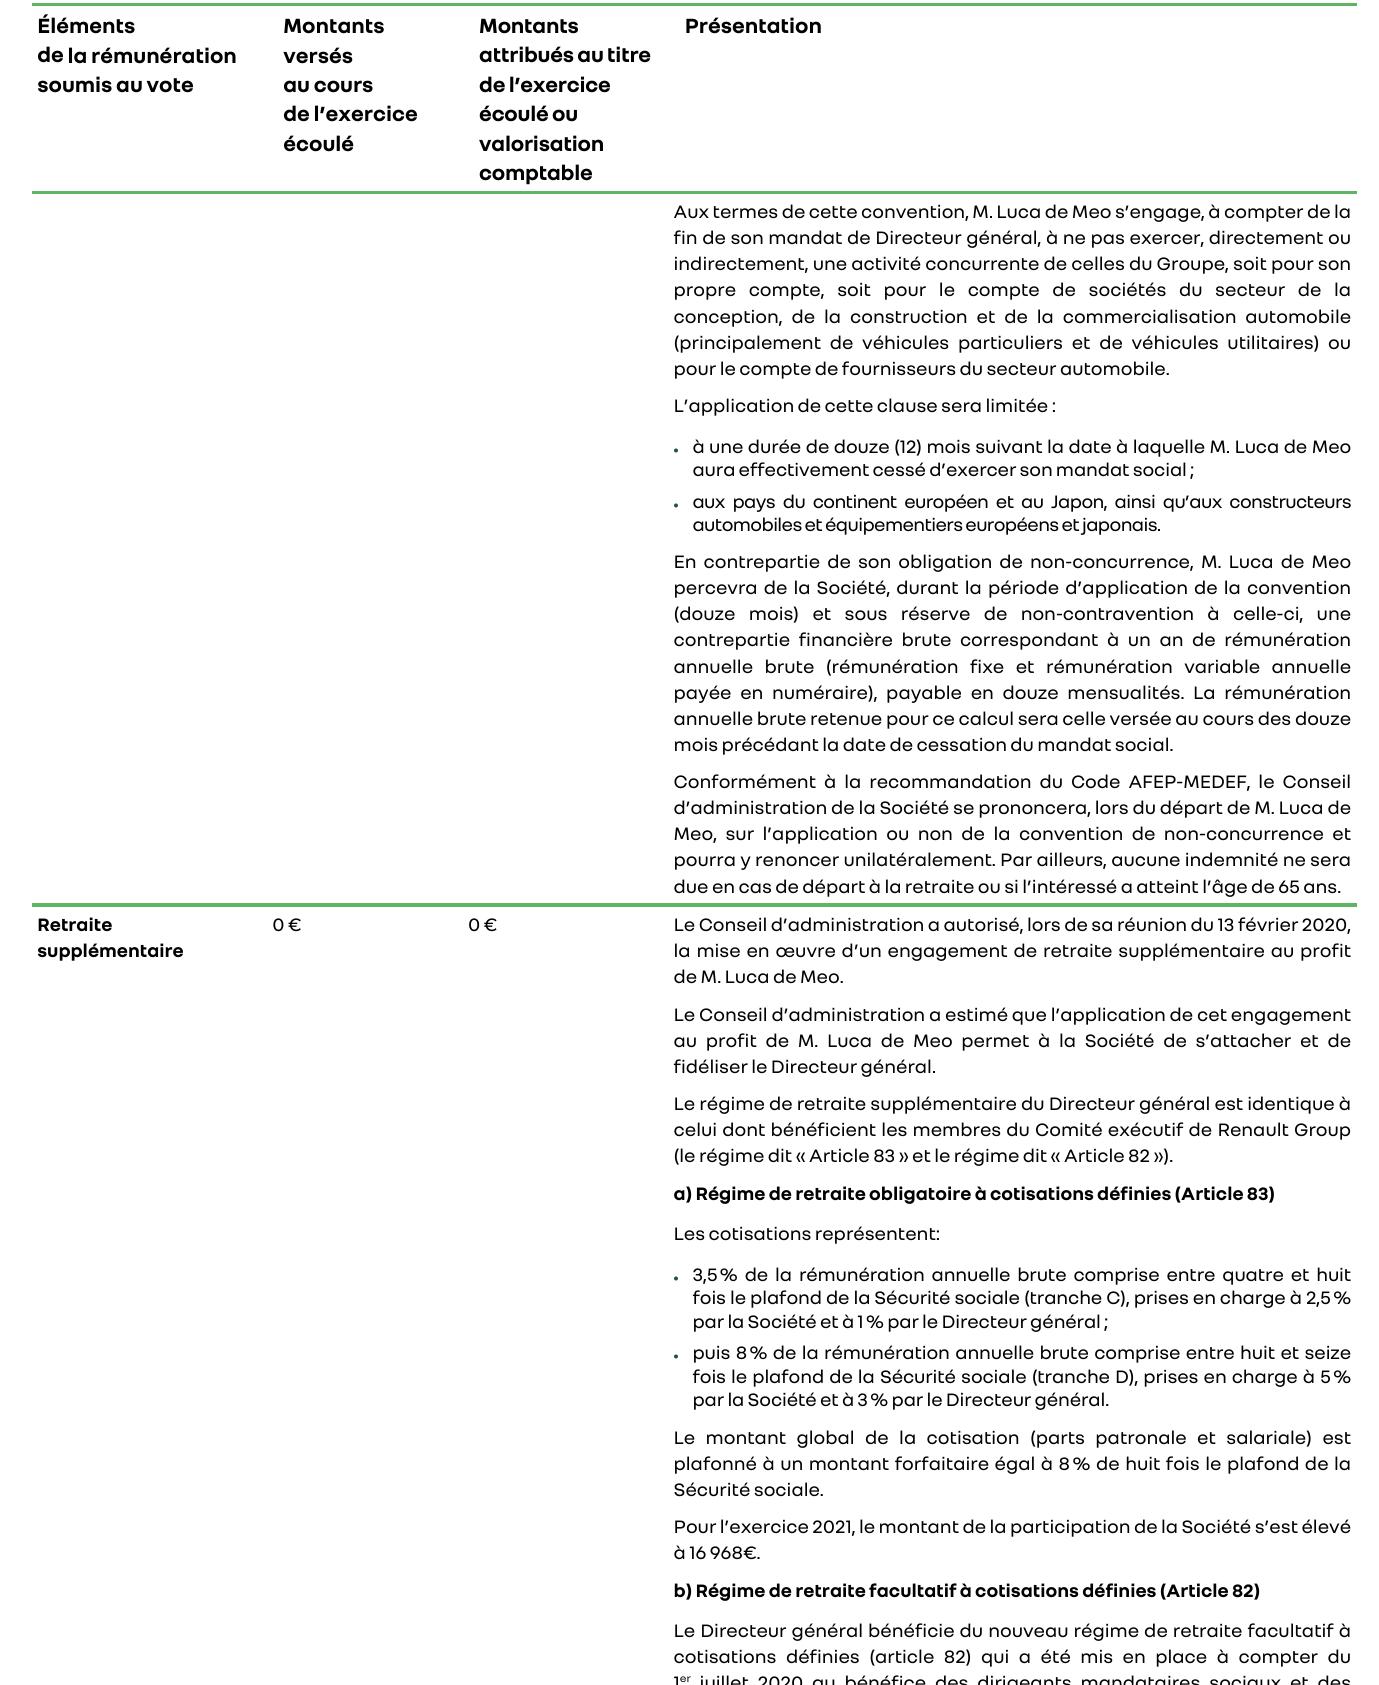 Éléments
de la rémunération
soumis au vote
Montants
versés
au cours
de l’exercice
écoulé
Montants
attribués au titre
de l’exercice
écoulé ou
valorisation
comptable
Présentation
Aux termes de cette convention, M. Luca de Meo s’engage, à compter de la
fin de son mandat de Directeur général, à ne pas exercer, directement ou
indirectement, une activité concurrente de celles du Groupe, soit pour son
propre compte, soit pour le compte de sociétés du secteur de la
conception, de la construction et de la commercialisation automobile
(principalement de véhicules particuliers et de véhicules utilitaires) ou
pour le compte de fournisseurs du secteur automobile.
L’application de cette clause sera limitée :
• à une durée de douze (12) mois suivant la date à laquelle M. Luca de Meo
aura effectivement cessé d’exercer son mandat social ;
• aux pays du continent européen et au Japon, ainsi qu’aux constructeurs
automobiles et équipementiers européens et japonais.
En contrepartie de son obligation de non-concurrence, M. Luca de Meo
percevra de la Société, durant la période d’application de la convention
(douze mois) et sous réserve de non-contravention à celle-ci, une
contrepartie financière brute correspondant à un an de rémunération
annuelle brute (rémunération fixe et rémunération variable annuelle
payée en numéraire), payable en douze mensualités. La rémunération
annuelle brute retenue pour ce calcul sera celle versée au cours des douze
mois précédant la date de cessation du mandat social.
Conformément à la recommandation du Code AFEP-MEDEF, le Conseil
d’administration de la Société se prononcera, lors du départ de M. Luca de
Meo, sur l’application ou non de la convention de non-concurrence et
pourra y renoncer unilatéralement. Par ailleurs, aucune indemnité ne sera
due en cas de départ à la retraite ou si l’intéressé a atteint l’âge de 65 ans.
Retraite
supplémentaire
0 €
0 €
Le Conseil d’administration a autorisé, lors de sa réunion du 13 février 2020,
la mise en œuvre d’un engagement de retraite supplémentaire au profit
de M. Luca de Meo.
Le Conseil d’administration a estimé que l’application de cet engagement
au profit de M. Luca de Meo permet à la Société de s’attacher et de
fidéliser le Directeur général.
Le régime de retraite supplémentaire du Directeur général est identique à
celui dont bénéficient les membres du Comité exécutif de Renault Group
(le régime dit « Article 83 » et le régime dit « Article 82 »).
a) Régime de retraite obligatoire à cotisations définies (Article 83)
Les cotisations représentent:
• 3,5 % de la rémunération annuelle brute comprise entre quatre et huit
fois le plafond de la Sécurité sociale (tranche C), prises en charge à 2,5 %
par la Société et à 1 % par le Directeur général ;
• puis 8 % de la rémunération annuelle brute comprise entre huit et seize
fois le plafond de la Sécurité sociale (tranche D), prises en charge à 5 %
par la Société et à 3 % par le Directeur général.
Le montant global de la cotisation (parts patronale et salariale) est
plafonné à un montant forfaitaire égal à 8 % de huit fois le plafond de la
Sécurité sociale.
Pour l’exercice 2021, le montant de la participation de la Société s’est élevé
à 16 968€.
b) Régime de retraite facultatif à cotisations définies (Article 82)
Le Directeur général bénéficie du nouveau régime de retraite facultatif à
cotisations définies (article 82) qui a été mis en place à compter du
1er juillet 2020 au bénéfice des dirigeants mandataires sociaux et des